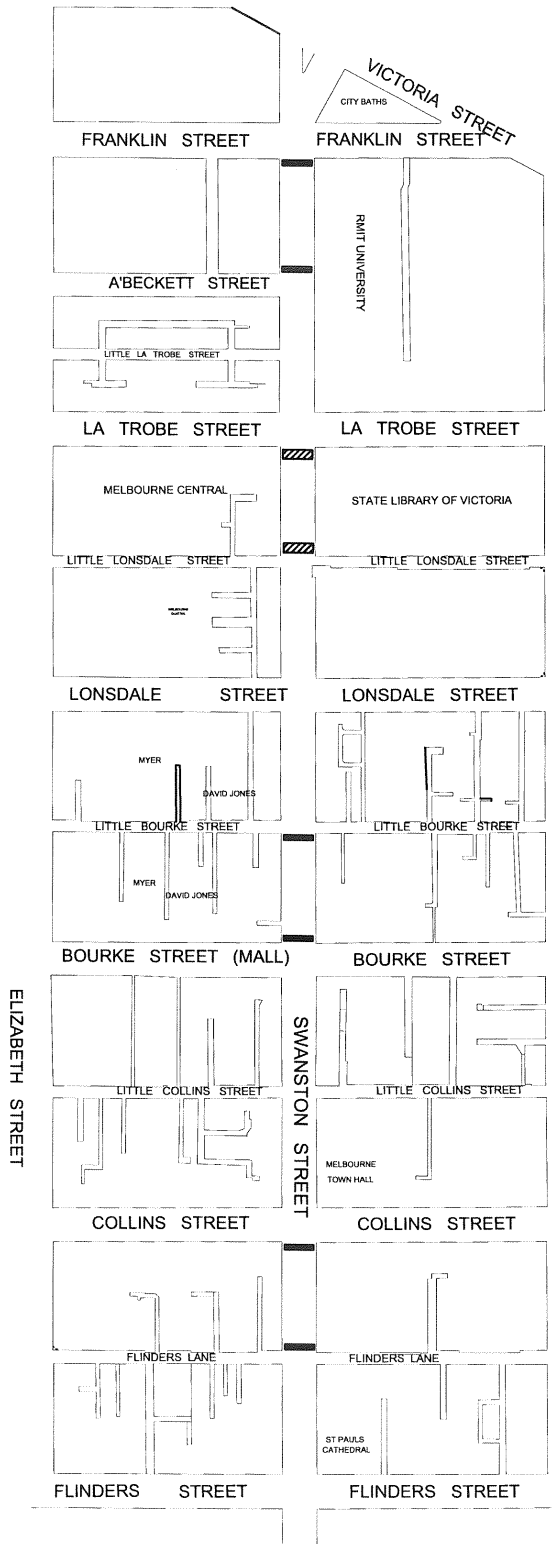 VICTORIA STREET
CITY BATHS
FRANKLIN STREET
FRANKLIN STREET
RMIT UNIVERSITY
A'BECKETT STREET
LITTLE LA TROBE STREET
LA TROBE STREET
LA TROBE STREET
MELBOURNE CENTRAL
STATE LIBRARY OF VICTORIA
LITTLE LONSDALE STREET
LITTLE LONSDALE STREET
LONSDALE STREET
LONSDALE STREET
MYER
DAVID JONES
LITTLE BOURKE STREET
LITTLE BOURKE STREET
MYER
DAVID JONES
BOURKE STREET (MALL)
BOURKE STREET
ELIZABETH STREET
SWANSTON STREET
LITTLE COLLINS STREET
LITTLE COLLINS STREET
MELBOURNE
TOWN HALL
COLLINS STREET
COLLINS STREET
FLINDERS LANE
FLINDERS LANE
ST PAULS
CATHEDRAL
FLINDERS STREET
FLINDERS STREET